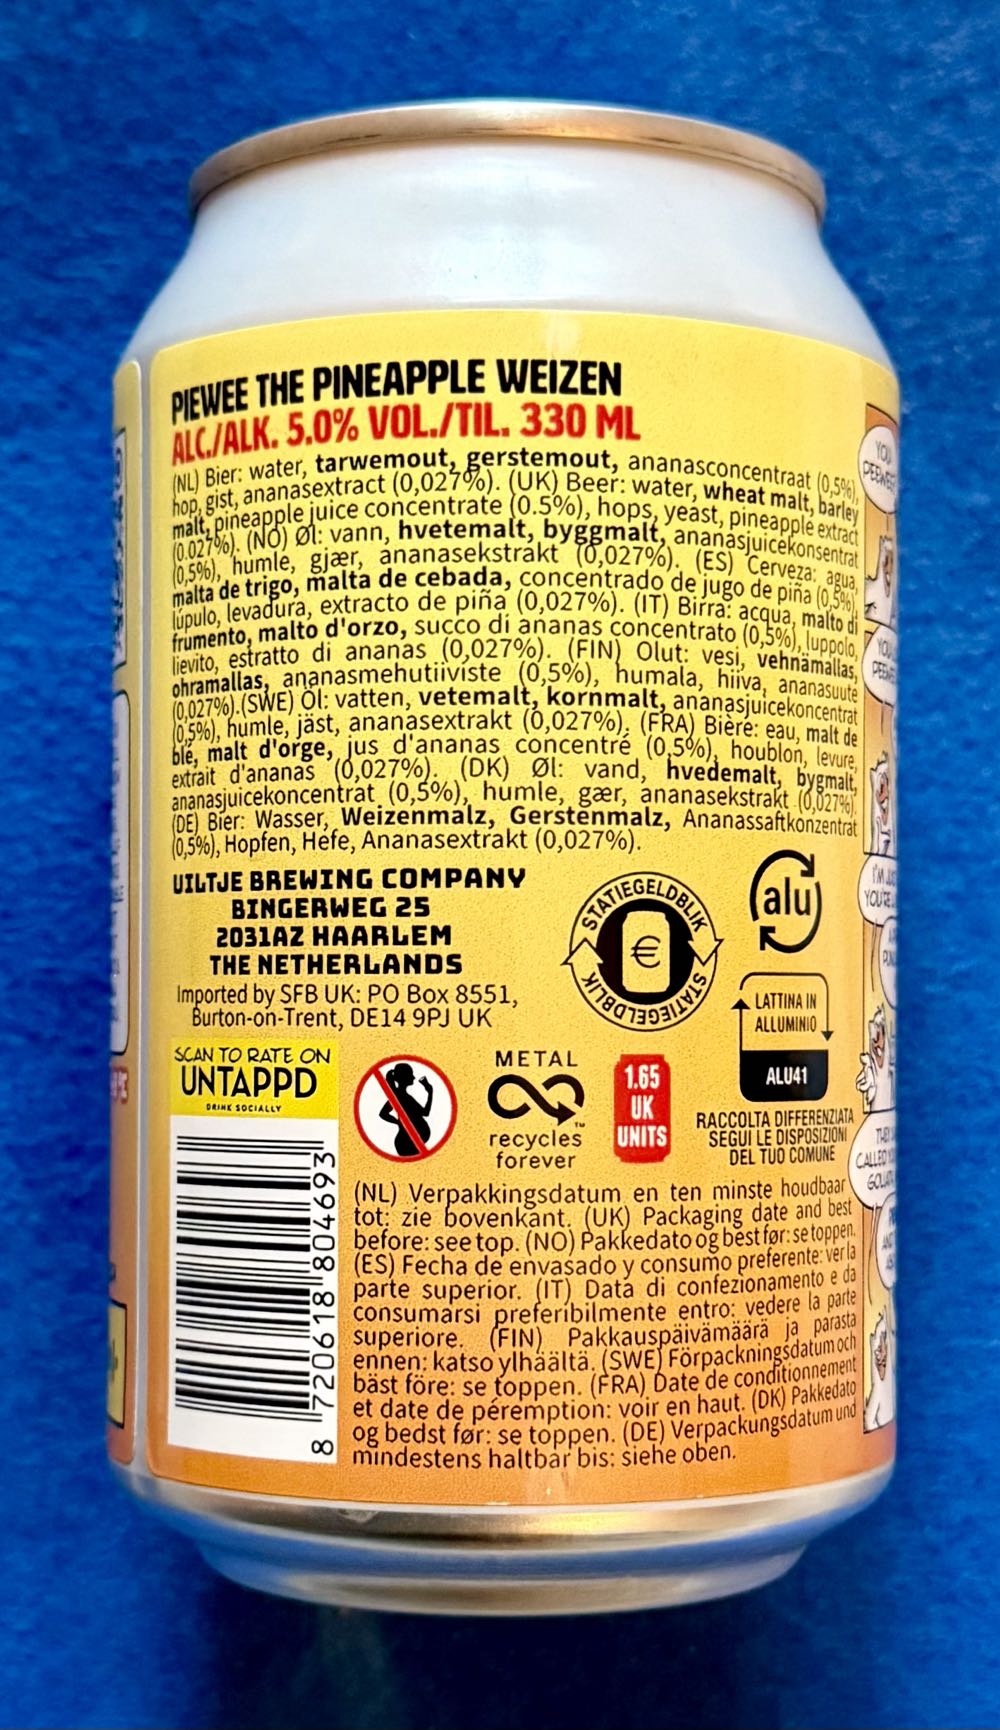 PIEWEE THE PINEAPPLE WEIZEN
ALC./ALK. 5.0% VOL./TIL. 330 ML
(NL) Bier: water, tarwemout, gerstemout, ananasconcentraat (0,5%),
hop, gist, ananasextract (0,027%). (UK) Beer: water, wheat malt, barley
malt, pineapple juice concentrate (0.5%), hops, yeast, pineapple extract
(0.027%). (NO) Øl: vann, hvetemalt, byggmalt, ananasjuicekonsentrat
(0,5%), humle, gjær, ananasekstrakt (0,027%). (ES) Cerveza: agua,
malta de trigo, malta de cebada, concentrado de jugo de piña (0,5%),
lúpulo, levadura, extracto de piña (0,027%). (IT) Birra: acqua, malto di
frumento, malto d'orzo, succo di ananas concentrato (0,5%), luppolo,
lievito, estratto di ananas (0,027%). (FIN) Olut: vesi, vehnämallas,
ohramallas, ananasmehutiiviste (0,5%), humala, hiiva, ananasuute
(0,027%).(SWE) Öl: vatten, vetemalt, kornmalt, ananasjuicekoncentrat
(0,5%), humle, jäst, ananasextrakt (0,027%). (FRA) Bière: eau, malt de
blé, malt d'orge, jus d'ananas concentré (0,5%), houblon, levure,
extrait d'ananas (0,027%). (DK) Øl: vand, hvedemalt, bygmalt,
ananasjuicekoncentrat (0,5%), humle, gær, ananasekstrakt (0,027%).
(DE) Bier: Wasser, Weizenmalz, Gerstenmalz, Ananassaftkonzentrat
(0,5%), Hopfen, Hefe, Ananasextrakt (0,027%).
UILTJE BREWING COMPANY
BINGERWEG 25
2031AZ HAARLEM
THE NETHERLANDS
Imported by SFB UK: PO Box 8551,
Burton-on-Trent, DE14 9PJ UK
STATIEGELDBLIK
STATIEGELDBLIK
STATIEGELDBLIK
€
alu
LATTINA IN
ALLUMINIO
ALU41
RACCOLTA DIFFERENZIATA
SEGUI LE DISPOSIZIONI
DEL TUO COMUNE
SCAN TO RATE ON
UNTAPPD
DRINK SOCIALLY
METAL
™
recycles
forever
1.65
UK
UNITS
8 720618 804693
(NL) Verpakkingsdatum en ten minste houdbaar
tot: zie bovenkant. (UK) Packaging date and best
before: see top. (NO) Pakkedato og best før: se toppen.
(ES) Fecha de envasado y consumo preferente: ver la
parte superior. (IT) Data di confezionamento e da
consumarsi preferibilmente entro: vedere la parte
superiore. (FIN) Pakkauspäivämäärä ja parasta
ennen: katso ylhäältä. (SWE) Förpackningsdatum och
bäst före: se toppen. (FRA) Date de conditionnement
et date de péremption: voir en haut. (DK) Pakkedato
og bedst før: se toppen. (DE) Verpackungsdatum und
mindestens haltbar bis: siehe oben.
YOU
YOU
I'M
THEY
CALLED